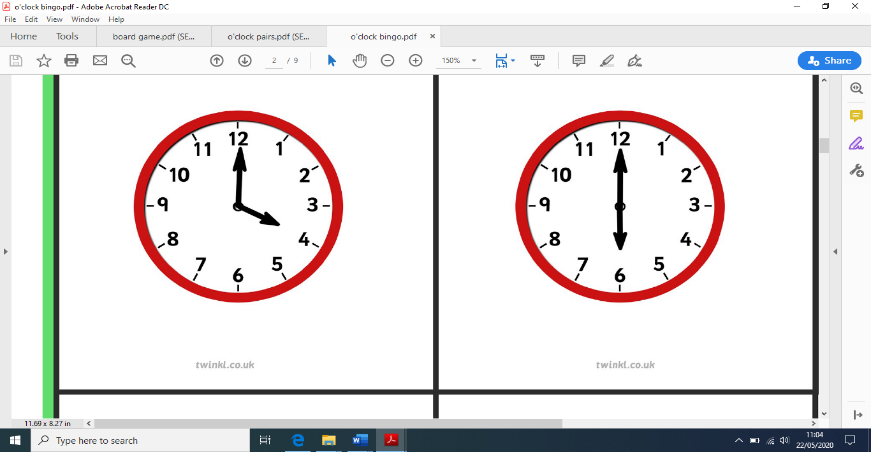 o'clock bingo.pdf - Adobe Acrobat Reader DC
File Edit View Window Help
Home Tools board game.pdf (SE... o'clock pairs.pdf (SE... o'clock bingo.pdf ×
2 / 9 150% Share
12
11 1
10 2
9 3
8 4
7 5
6
12
11 1
10 2
9 3
8 4
7 5
6
twinkl.co.uk twinkl.co.uk
11.69 x 8.27 in
Type here to search
11:04
22/05/2020